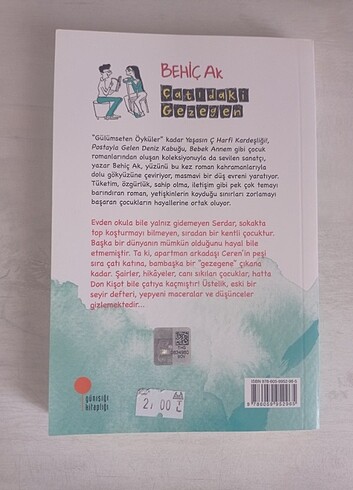 BEHİÇ AK
Çatıdaki
Gezegen
"Gülümseten Öyküler" kadar Yaşasın Ç Harfi Kardeşliği!,
Postayla Gelen Deniz Kabuğu, Bebek Annem gibi çocuk
romanlarından oluşan koleksiyonuyla da sevilen sanatçı,
yazar Behiç Ak, yüzünü bu kez roman kahramanlarıyla
dolu gökyüzüne çeviriyor, masmavi bir düş evreni yaratıyor.
Tüketim, özgürlük, sahip olma, iletişim gibi pek çok temayı
barındıran roman, yetişkinlerin koyduğu sınırları zorlamayı
başaran çocukların hayallerine ortak oluyor.
Evden okula bile yalnız gidemeyen Serdar, sokakta
top koşturmayı bilmeyen, sıradan bir kentli çocuktur.
Başka bir dünyanın mümkün olduğunu hayal bile
etmemiştir. Ta ki, apartman arkadaşı Ceren'in peşi
sıra çatı katına, bambaşka bir "gezegene" çıkana
kadar. Şairler, hikâyeler, canı sıkılan çocuklar, hatta
Don Kişot bile çatıya kaçmıştır! Üstelik, eski bir
seyir defteri, yepyeni maceralar ve düşünceler
gizlemektedir...
günışığı
kitaplığı